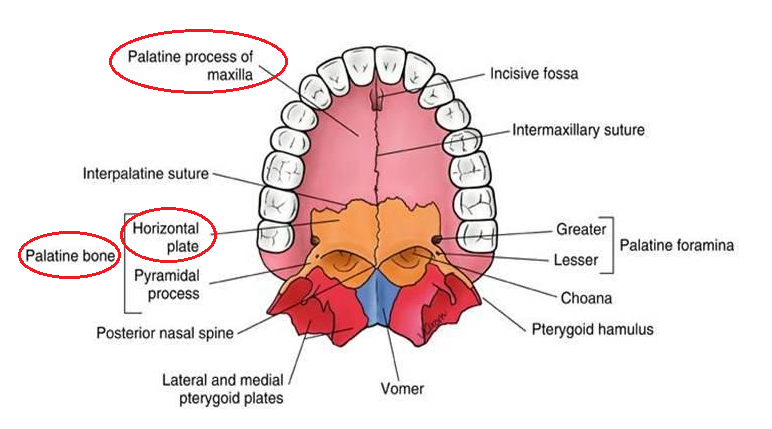 Palatine process of
maxilla
Incisive fossa
Intermaxillary suture
Interpalatine suture
Horizontal
plate
Palatine bone
Pyramidal
process
Greater
Lesser
Palatine foramina
Choana
Posterior nasal spine
Pterygoid hamulus
Lateral and medial
pterygoid plates
Vomer